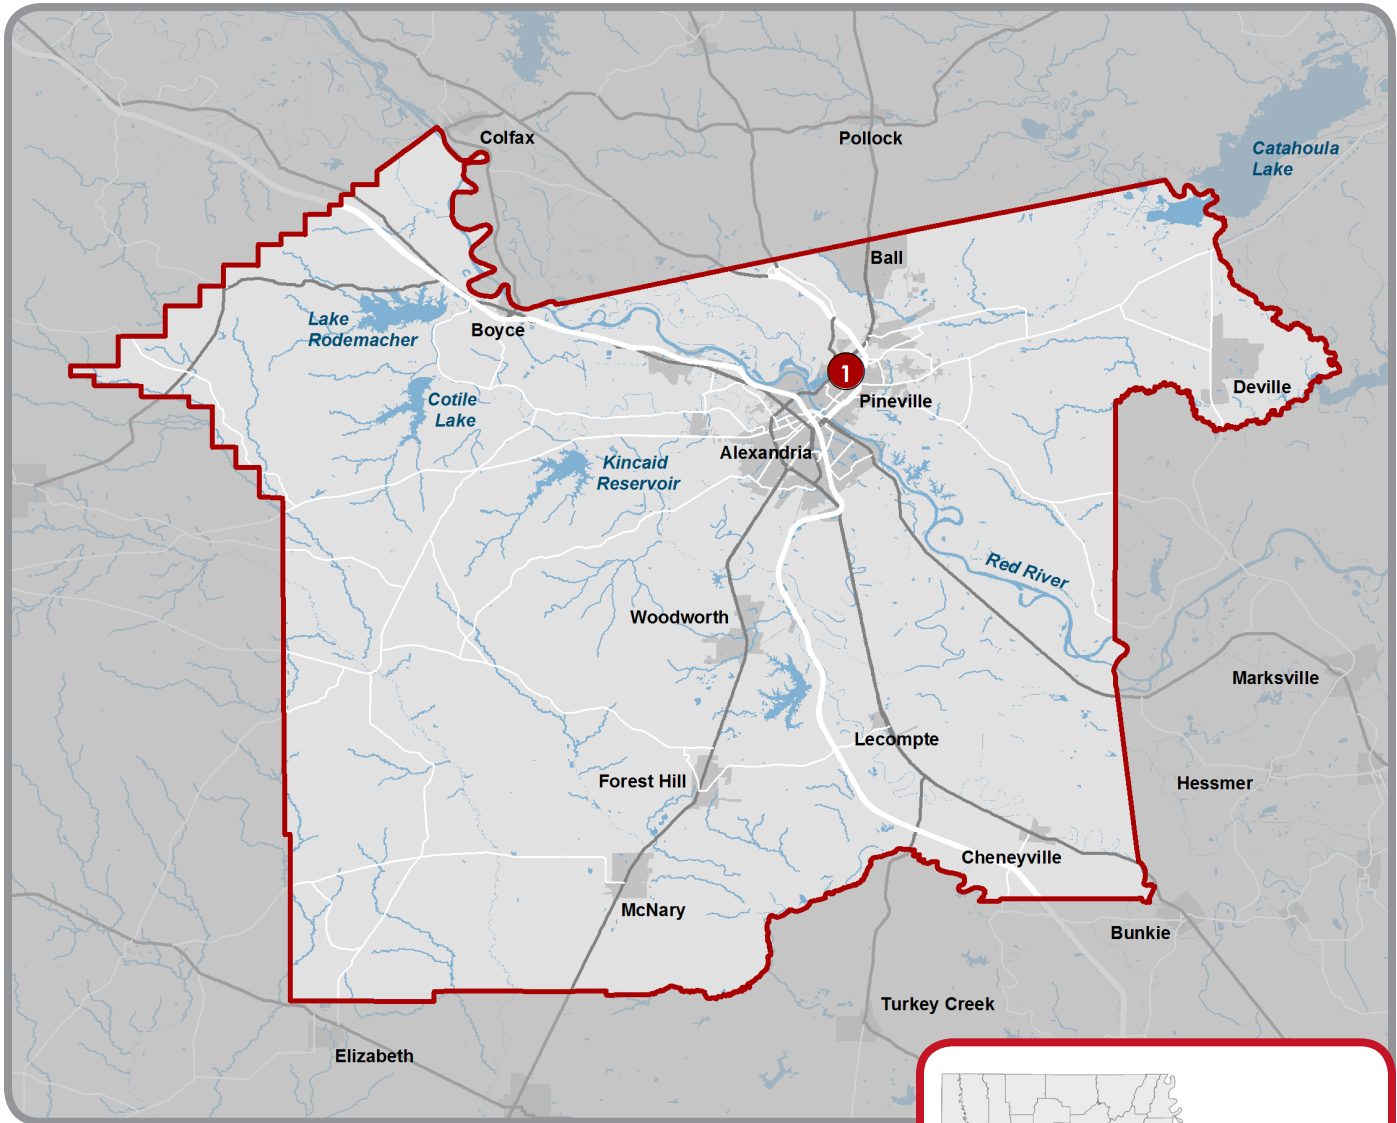 Colfax
Pollock
Catahoula
Lake
Ball
Lake
Rodemacher
Boyce
1
Deville
Pineville
Cotile
Lake
Alexandria
Kincaid
Reservoir
Red River
Woodworth
Marksville
Lecompte
Forest Hill
Hessmer
Cheneyville
McNary
Bunkie
Turkey Creek
Elizabeth